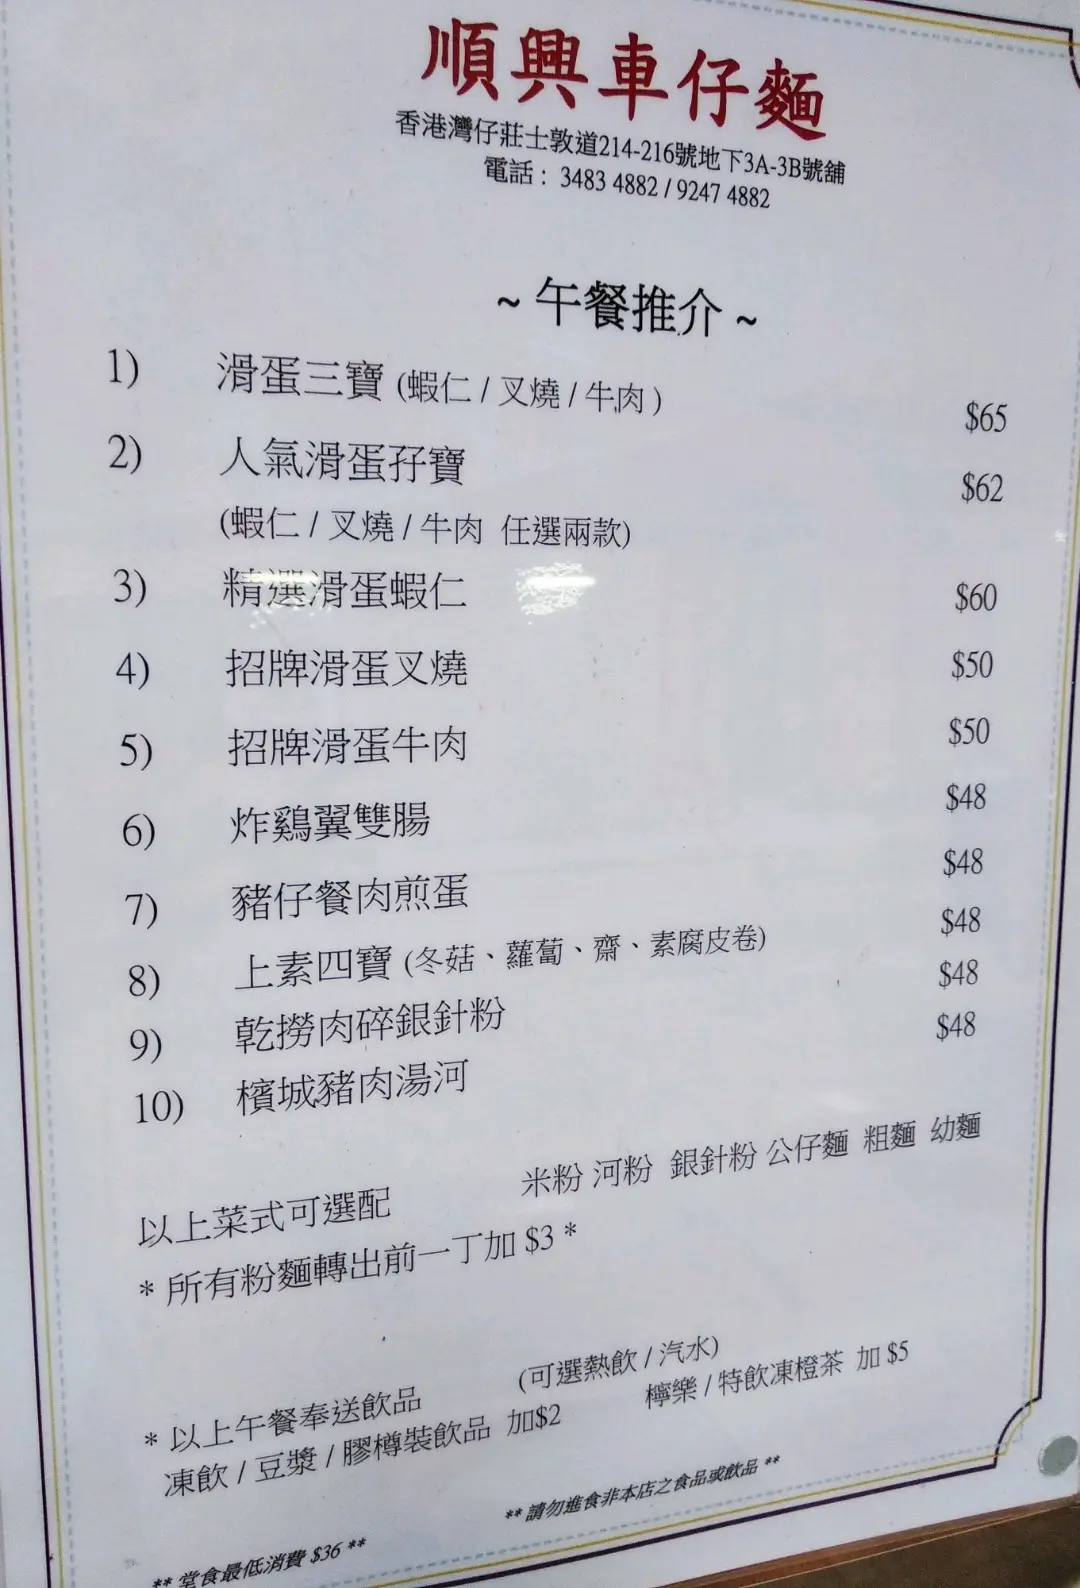 順興車仔麵
香港灣仔莊士敦道214-216號地下3A-3B號舖
電話 : 3483 4882 / 9247 4882
~ 午餐推介 ~
1) 滑蛋三寶 (蝦仁 / 叉燒 / 牛肉 ) $65
2) 人氣滑蛋孖寶 $62
(蝦仁 / 叉燒 / 牛肉 任選兩款)
3) 精選滑蛋蝦仁 $60
4) 招牌滑蛋叉燒 $50
5) 招牌滑蛋牛肉 $50
6) 炸鷄翼雙腸 $48
7) 豬仔餐肉煎蛋 $48
8) 上素四寶 (冬菇、蘿蔔、齋、素腐皮卷) $48
9) 乾撈肉碎銀針粉 $48
10) 檳城豬肉湯河 $48
以上菜式可選配 米粉 河粉 銀針粉 公仔麵 粗麵 幼麵
* 所有粉麵轉出前一丁加 $3 *
* 以上午餐奉送飲品 (可選熱飲 / 汽水)
凍飲 / 豆漿 / 膠樽裝飲品 加$2 檸樂 / 特飲凍橙茶 加 $5
** 堂食最低消費 $36 ** ** 請勿進食非本店之食品或飲品 **